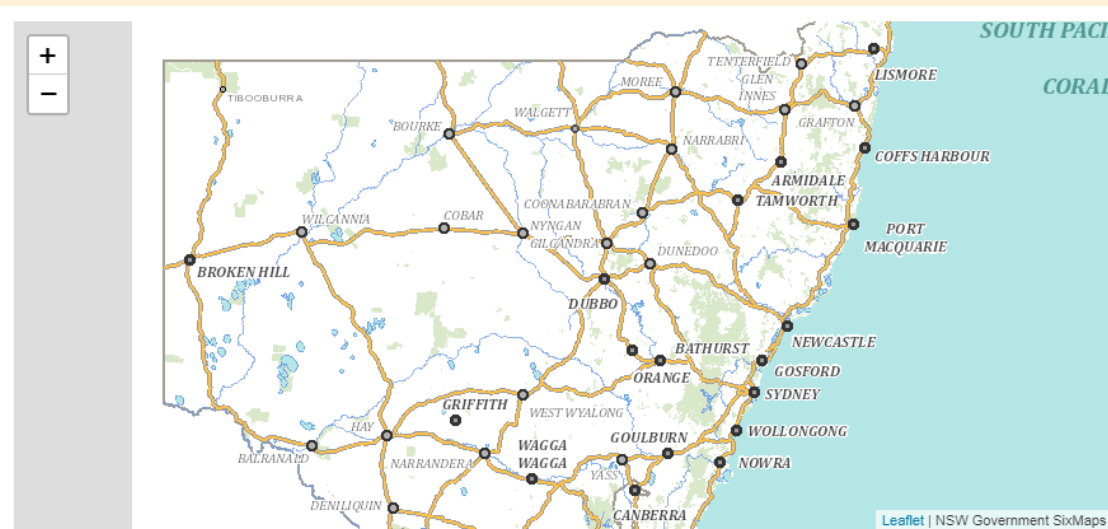 +
−
SOUTH PACI
CORAL
TENTERFIELD
LISMORE
MOREE
GLEN
INNES
TIBOOBURRA
WALGETT
GRAFTON
BOURKE
NARRABRI
COFFS HARBOUR
ARMIDALE
TAMWORTH
COONABARABRAN
WILCANNIA
COBAR
NYNGAN
GILGANDRA
PORT
MACQUARIE
DUNEDOO
BROKEN HILL
DUBBO
NEWCASTLE
BATHURST
GOSFORD
ORANGE
SYDNEY
GRIFFITH
WEST WYALONG
HAY
WOLLONGONG
GOULBURN
WAGGA
WAGGA
BALRANALD
NARRANDERA
NOWRA
YASS
DENILIQUIN
CANBERRA
Leaflet | NSW Government SixMaps